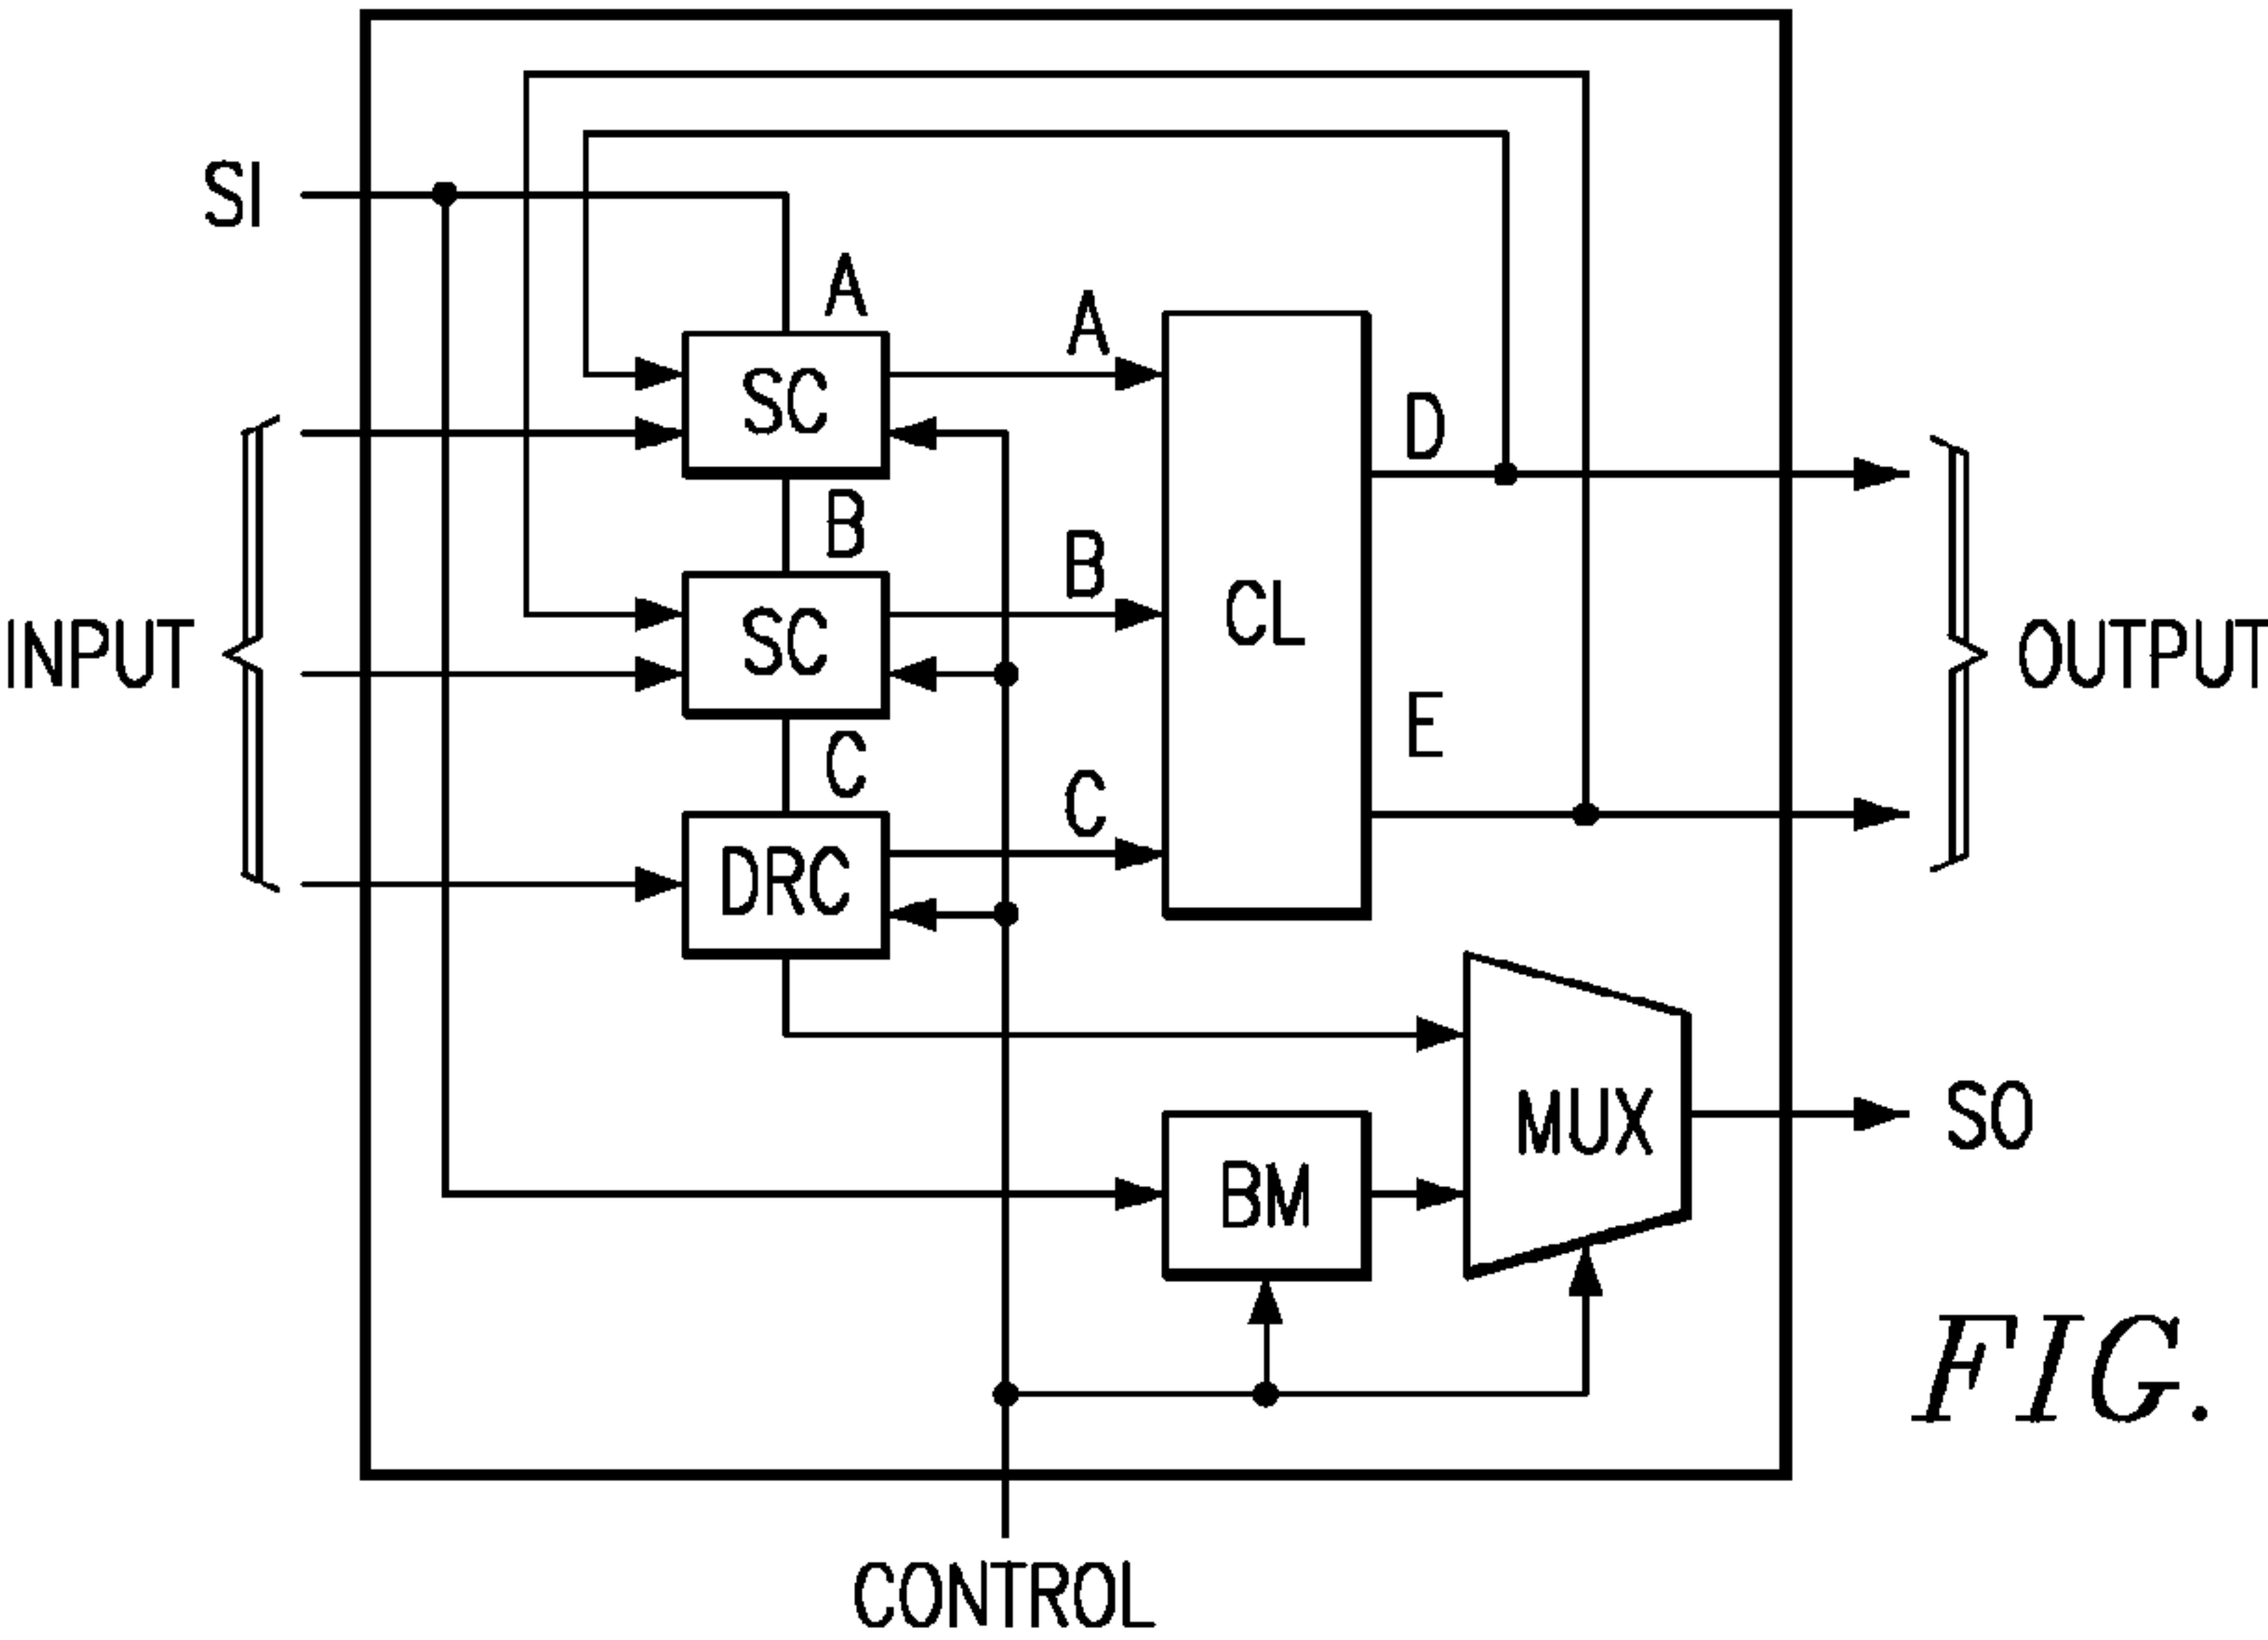 SI
A
A
SC
D
B
B
SC
CL
INPUT
OUTPUT
C
E
C
DRC
MUX
SO
BM
FIG.
CONTROL